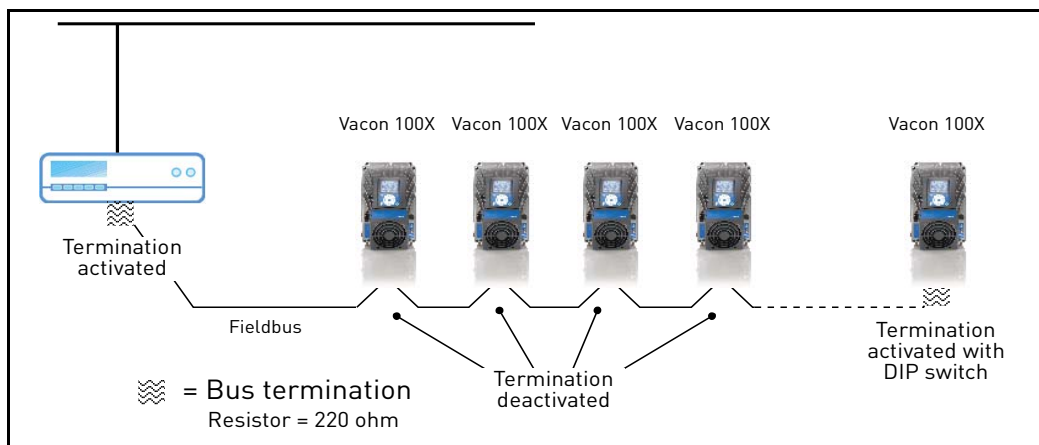 Vacon 100X Vacon 100X Vacon 100X Vacon 100X Vacon 100X
Termination
activated
Fieldbus
Termination
deactivated
Termination
activated with
DIP switch
= Bus termination
Resistor = 220 ohm